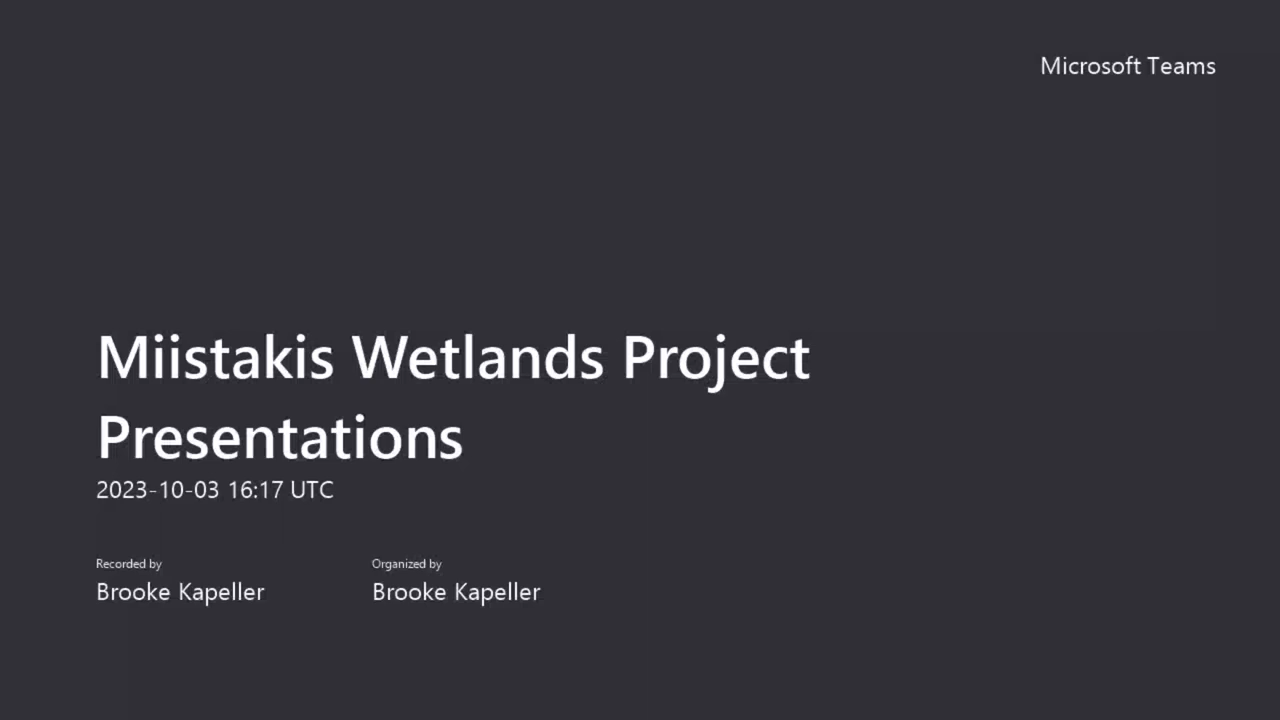 Microsoft Teams
Miistakis Wetlands Project
Presentations
2023-10-03 16:17 UTC
Recorded by
Brooke Kapeller
Organized by
Brooke Kapeller